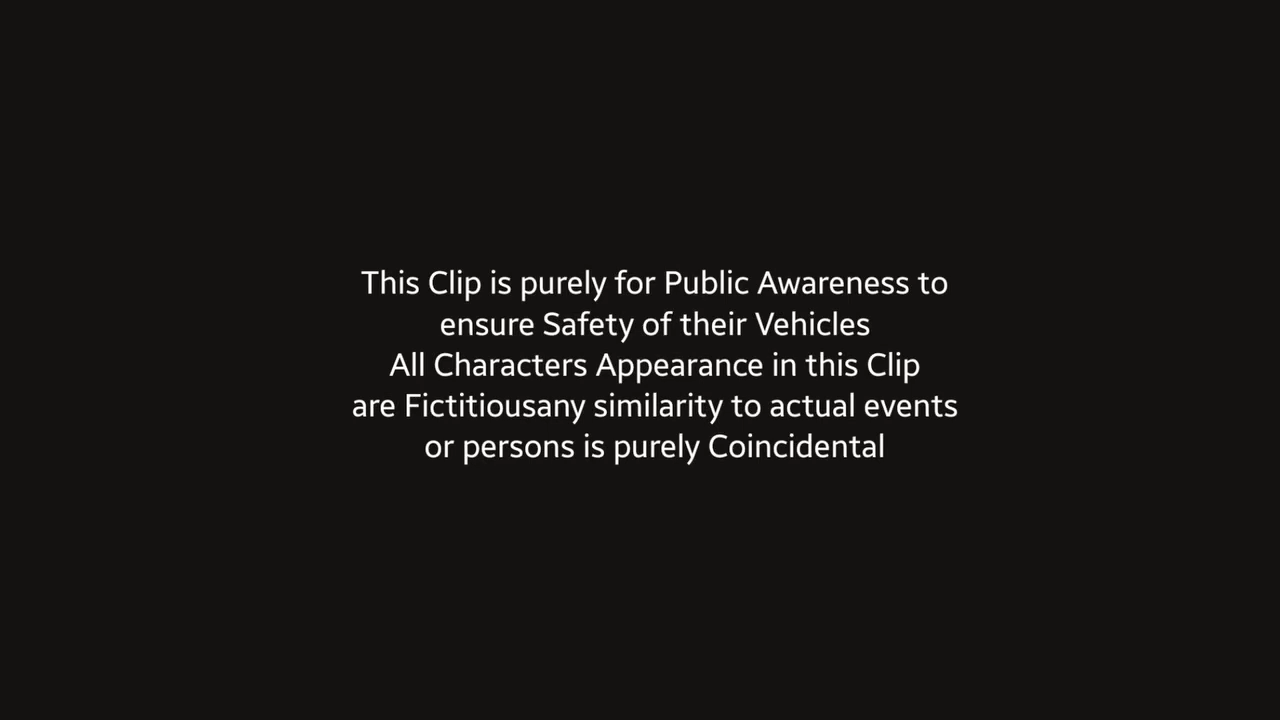 This Clip is purely for Public Awareness to
ensure Safety of their Vehicles
All Characters Appearance in this Clip
are Fictitiousany similarity to actual events
or persons is purely Coincidental